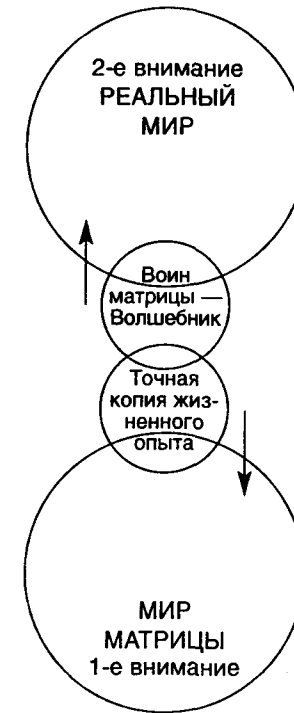 2-е внимание
РЕАЛЬНЫЙ
МИР
Воин
матрицы —
Волшебник
Точная
копия жиз-
ненного
опыта
МИР
МАТРИЦЫ
1-е внимание